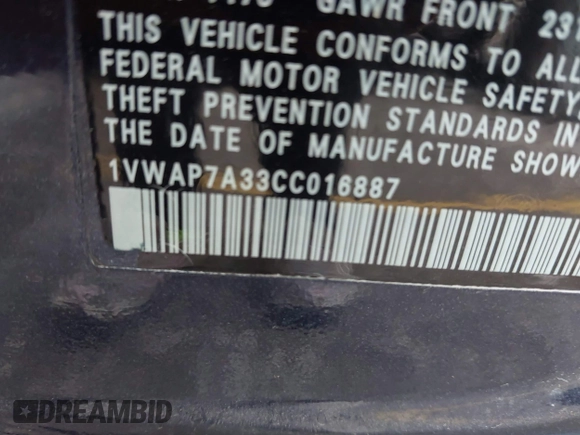 GAWR FRONT 231
THIS VEHICLE CONFORMS TO ALL
FEDERAL MOTOR VEHICLE SAFETY
THEFT PREVENTION STANDARDS IN
THE DATE OF MANUFACTURE SHOW
1VWAP7A33CC016887
DREAMBID